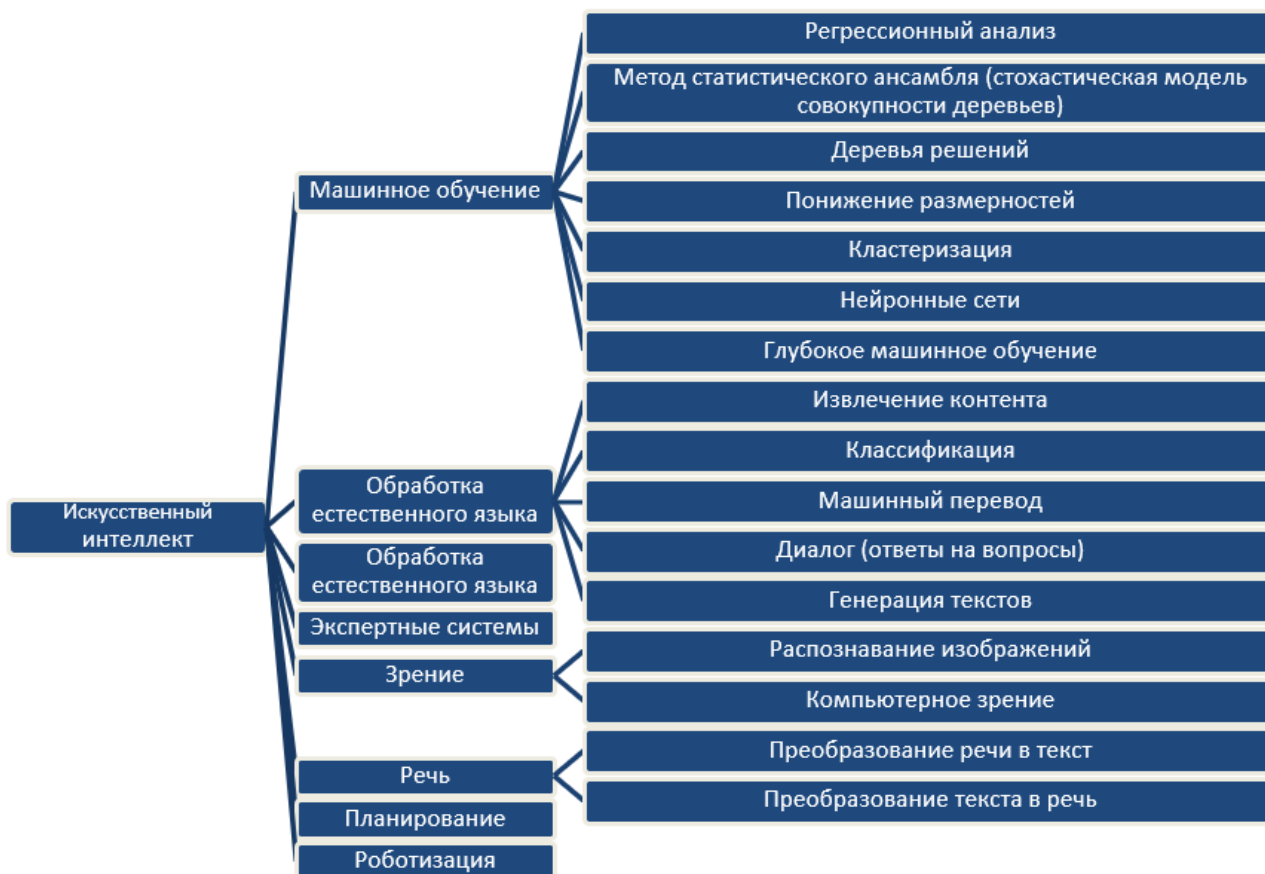 Искусственный
интеллект
Машинное обучение
Регрессионный анализ
Метод статистического ансамбля (стохастическая модель
совокупности деревьев)
Деревья решений
Понижение размерностей
Кластеризация
Нейронные сети
Глубокое машинное обучение
Обработка
естественного языка
Извлечение контента
Классификация
Машинный перевод
Диалог (ответы на вопросы)
Генерация текстов
Обработка
естественного языка
Экспертные системы
Зрение
Распознавание изображений
Компьютерное зрение
Речь
Преобразование речи в текст
Преобразование текста в речь
Планирование
Роботизация